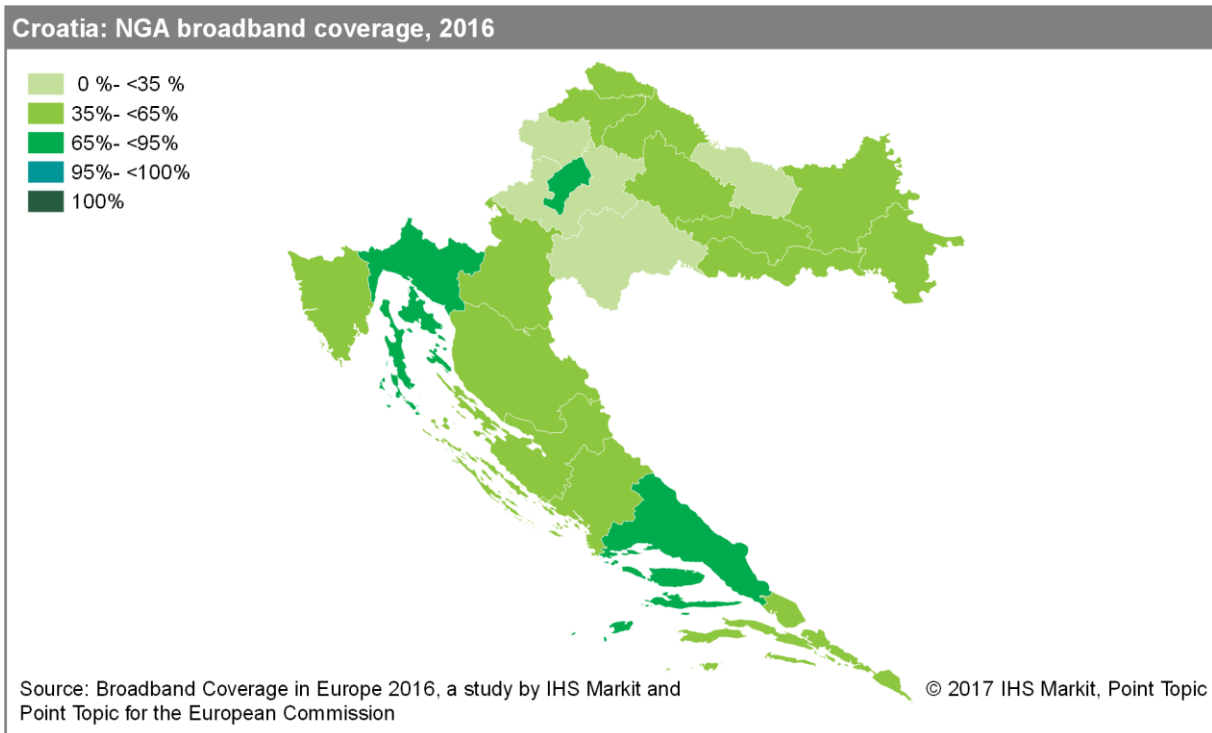 Croatia: NGA broadband coverage, 2016
0 %- <35 %
35%- <65%
65%- <95%
95%- <100%
100%
Source: Broadband Coverage in Europe 2016, a study by IHS Markit and
Point Topic for the European Commission
© 2017 IHS Markit, Point Topic